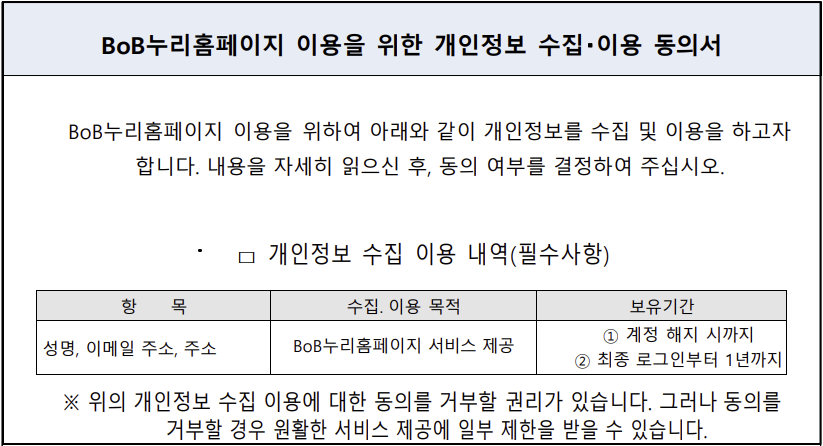 BoB누리홈페이지 이용을 위한 개인정보 수집·이용 동의서
BoB누리홈페이지 이용을 위하여 아래와 같이 개인정보를 수집 및 이용을 하고자
합니다. 내용을 자세히 읽으신 후, 동의 여부를 결정하여 주십시오.
· □ 개인정보 수집 이용 내역(필수사항)
항 목 수집. 이용 목적 보유기간
성명, 이메일 주소, 주소 BoB누리홈페이지 서비스 제공 ① 계정 해지 시까지
② 최종 로그인부터 1년까지
※ 위의 개인정보 수집 이용에 대한 동의를 거부할 권리가 있습니다. 그러나 동의를
거부할 경우 원활한 서비스 제공에 일부 제한을 받을 수 있습니다.